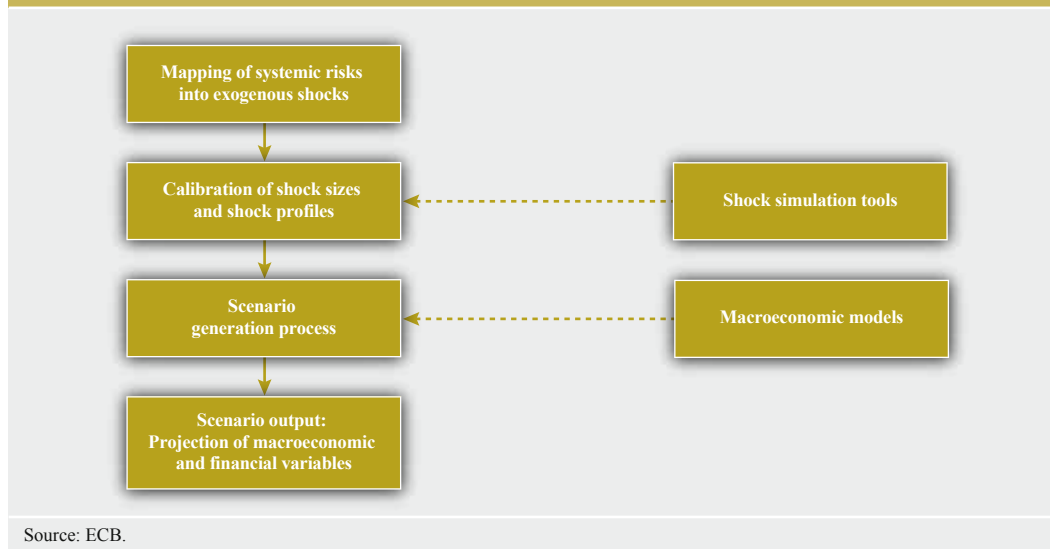 Mapping of systemic risks
into exogenous shocks
Calibration of shock sizes
and shock profiles
Shock simulation tools
Scenario
generation process
Macroeconomic models
Scenario output:
Projection of macroeconomic
and financial variables
Source: ECB.